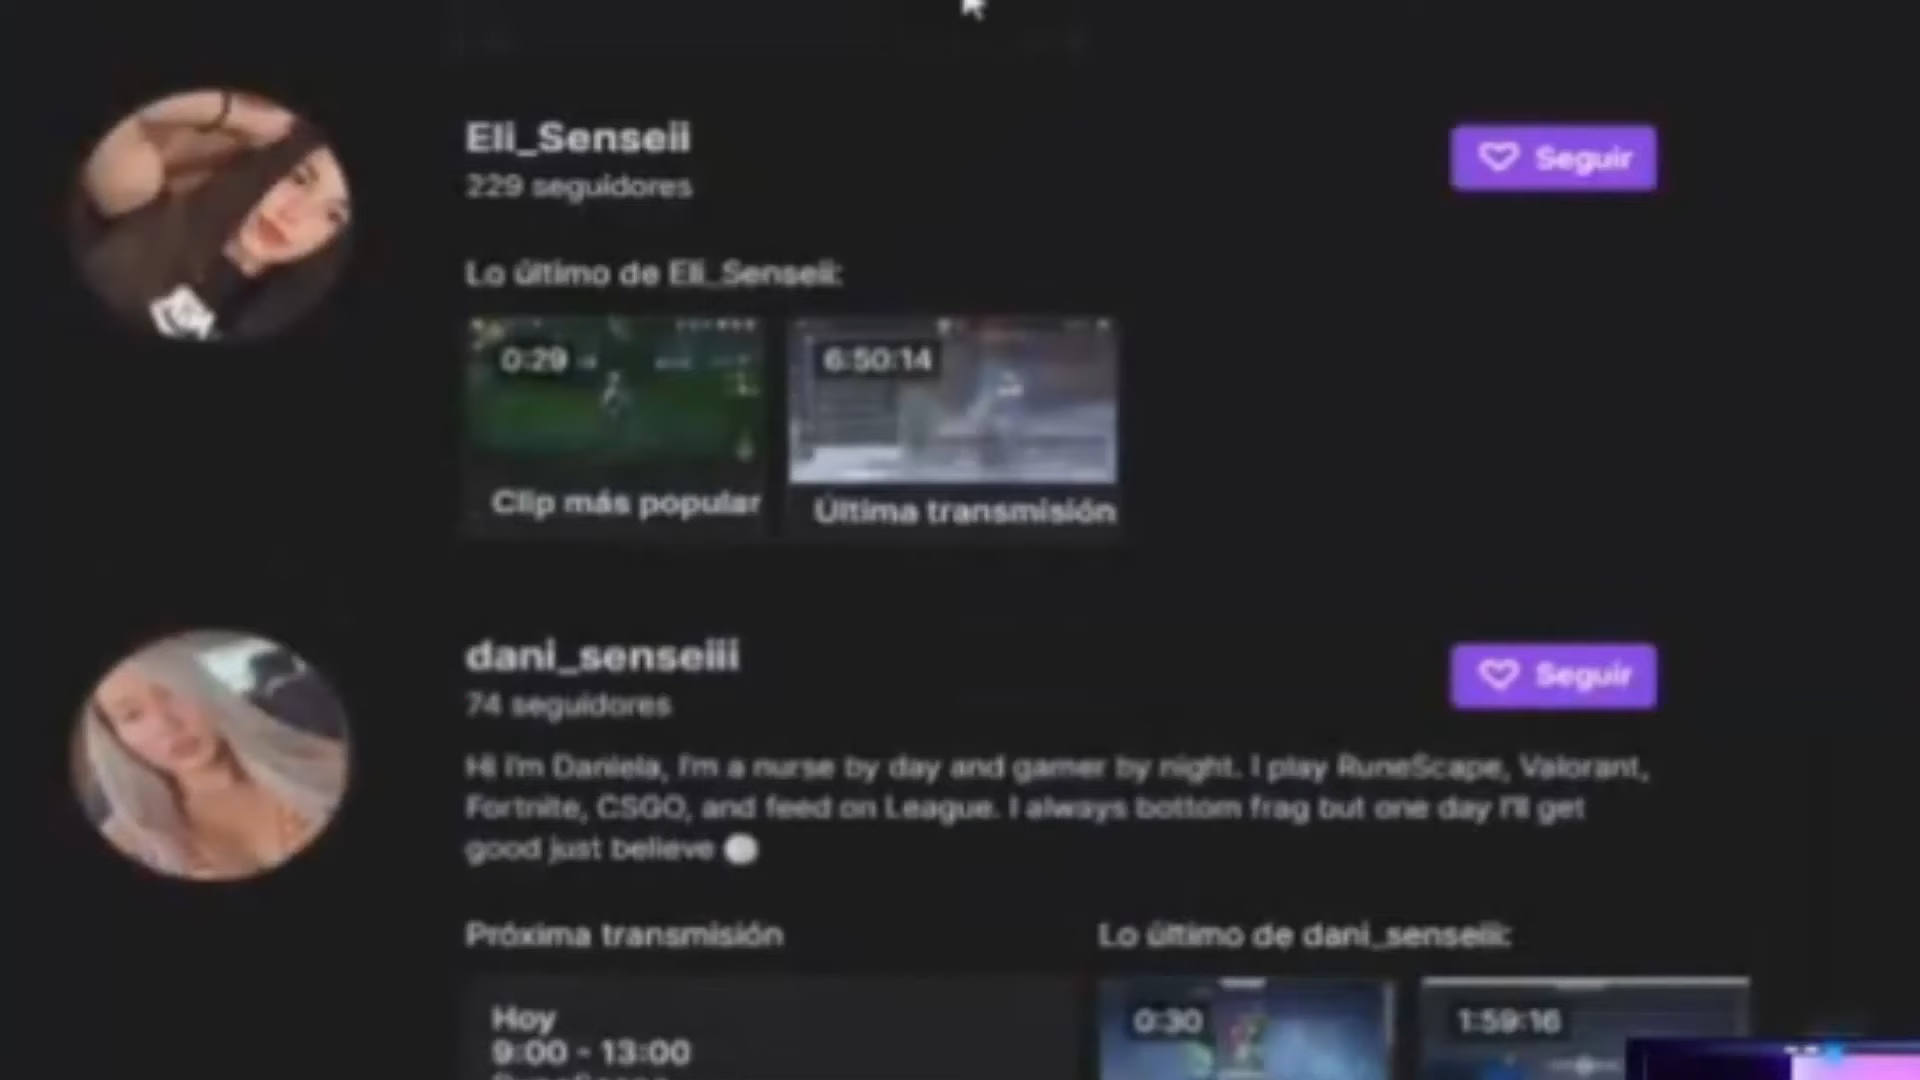 Eli_Senseii
229 seguidores
Seguir
Lo último de Eli_Senseii:
0:29
6:50:14
Clip más popular
Última transmisión
dani_senseiii
74 seguidores
Seguir
Hi I'm Daniela, I'm a nurse by day and gamer by night. I play RuneScape, Valorant,
Fortnite, CSGO, and feed on League. I always bottom frag but one day I'll get
good just believe
Próxima transmisión
Lo último de dani_senseiii:
Hoy
9:00 - 13:00
0:30
1:59:16